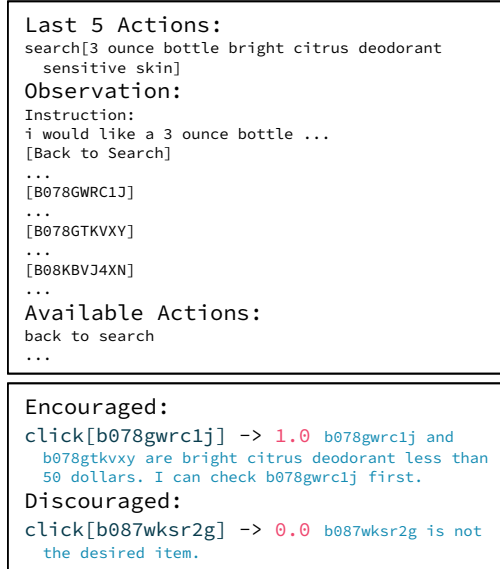 Last 5 Actions:
search[3 ounce bottle bright citrus deodorant
sensitive skin]
Observation:
Instruction:
i would like a 3 ounce bottle ...
[Back to Search]
...
[B078GWRC1J]
...
[B078GTKVXY]
...
[B08KBVJ4XN]
...
Available Actions:
back to search
...
Encouraged:
click[b078gwrc1j] -> 1.0 b078gwrc1j and
b078gtkvxy are bright citrus deodorant less than
50 dollars. I can check b078gwrc1j first.
Discouraged:
click[b087wksr2g] -> 0.0 b087wksr2g is not
the desired item.